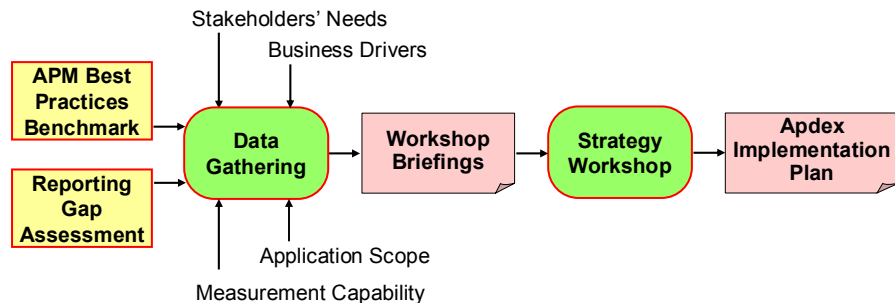 Stakeholders' Needs
Business Drivers
APM Best
Practices
Benchmark
Reporting
Gap
Assessment
Data
Gathering
Workshop
Briefings
Strategy
Workshop
Apdex
Implementation
Plan
Application Scope
Measurement Capability